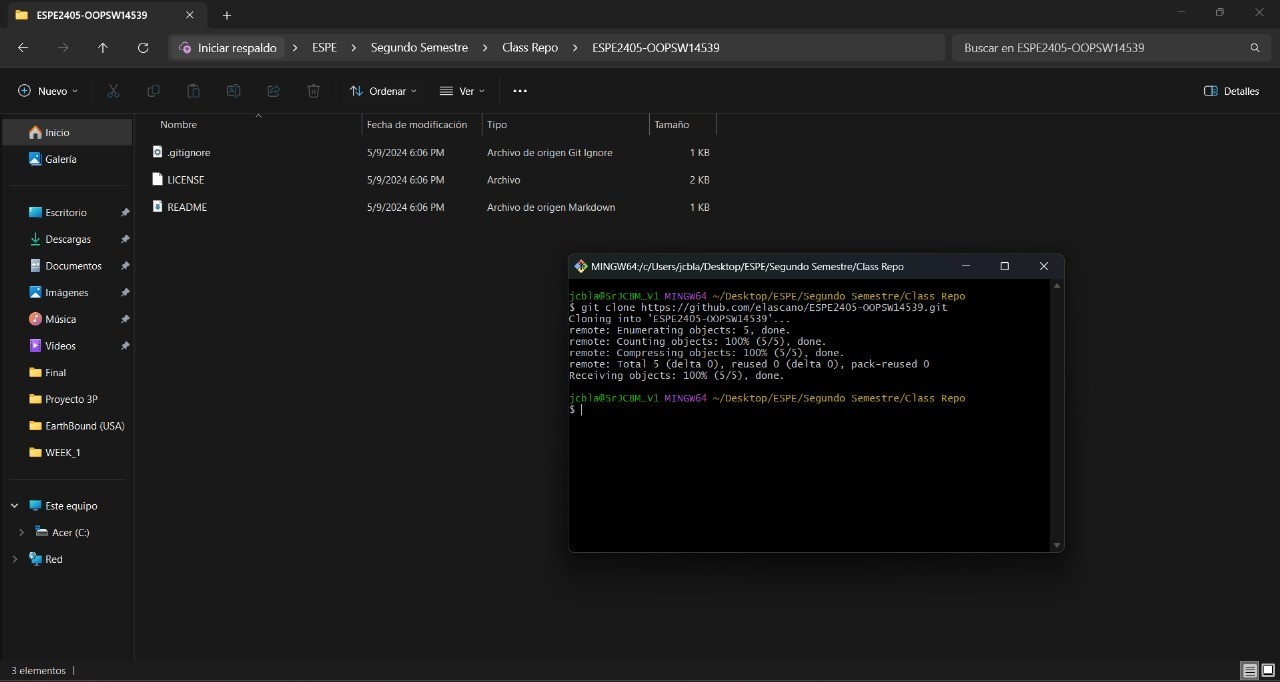 ESPE2405-OOPSW14539
Iniciar respaldo > ESPE > Segundo Semestre > Class Repo > ESPE2405-OOPSW14539
Buscar en ESPE2405-OOPSW14539
Nuevo
Ordenar
Ver
Detalles
Inicio
Galería
Escritorio
Descargas
Documentos
Imágenes
Música
Videos
Final
Proyecto 3P
EarthBound (USA)
WEEK_1
Este equipo
Acer (C:)
Red
Nombre Fecha de modificación Tipo Tamaño
.gitignore 5/9/2024 6:06 PM Archivo de origen Git Ignore 1 KB
LICENSE 5/9/2024 6:06 PM Archivo 2 KB
README 5/9/2024 6:06 PM Archivo de origen Markdown 1 KB
MINGW64:/c/Users/jcbla/Desktop/ESPE/Segundo Semestre/Class Repo
jcbla@SrJCBM_V1 MINGW64 ~/Desktop/ESPE/Segundo Semestre/Class Repo
$ git clone https://github.com/elascano/ESPE2405-OOPSW14539.git
Cloning into 'ESPE2405-OOPSW14539'...
remote: Enumerating objects: 5, done.
remote: Counting objects: 100% (5/5), done.
remote: Compressing objects: 100% (5/5), done.
remote: Total 5 (delta 0), reused 0 (delta 0), pack-reused 0
Receiving objects: 100% (5/5), done.
jcbla@SrJCBM_V1 MINGW64 ~/Desktop/ESPE/Segundo Semestre/Class Repo
$
3 elementos